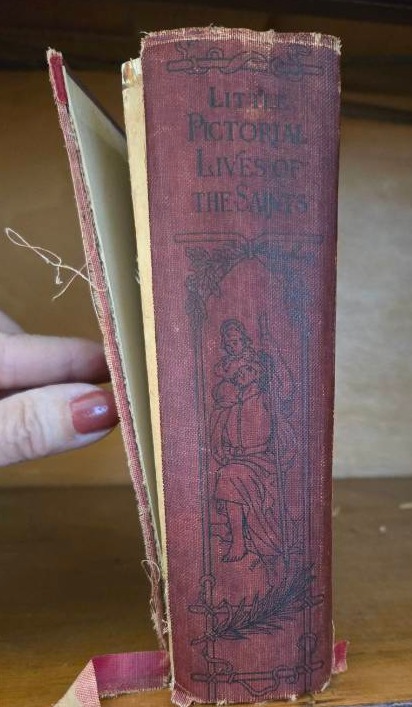 LITTLE
PICTORIAL
LIVES OF
THE SAINTS